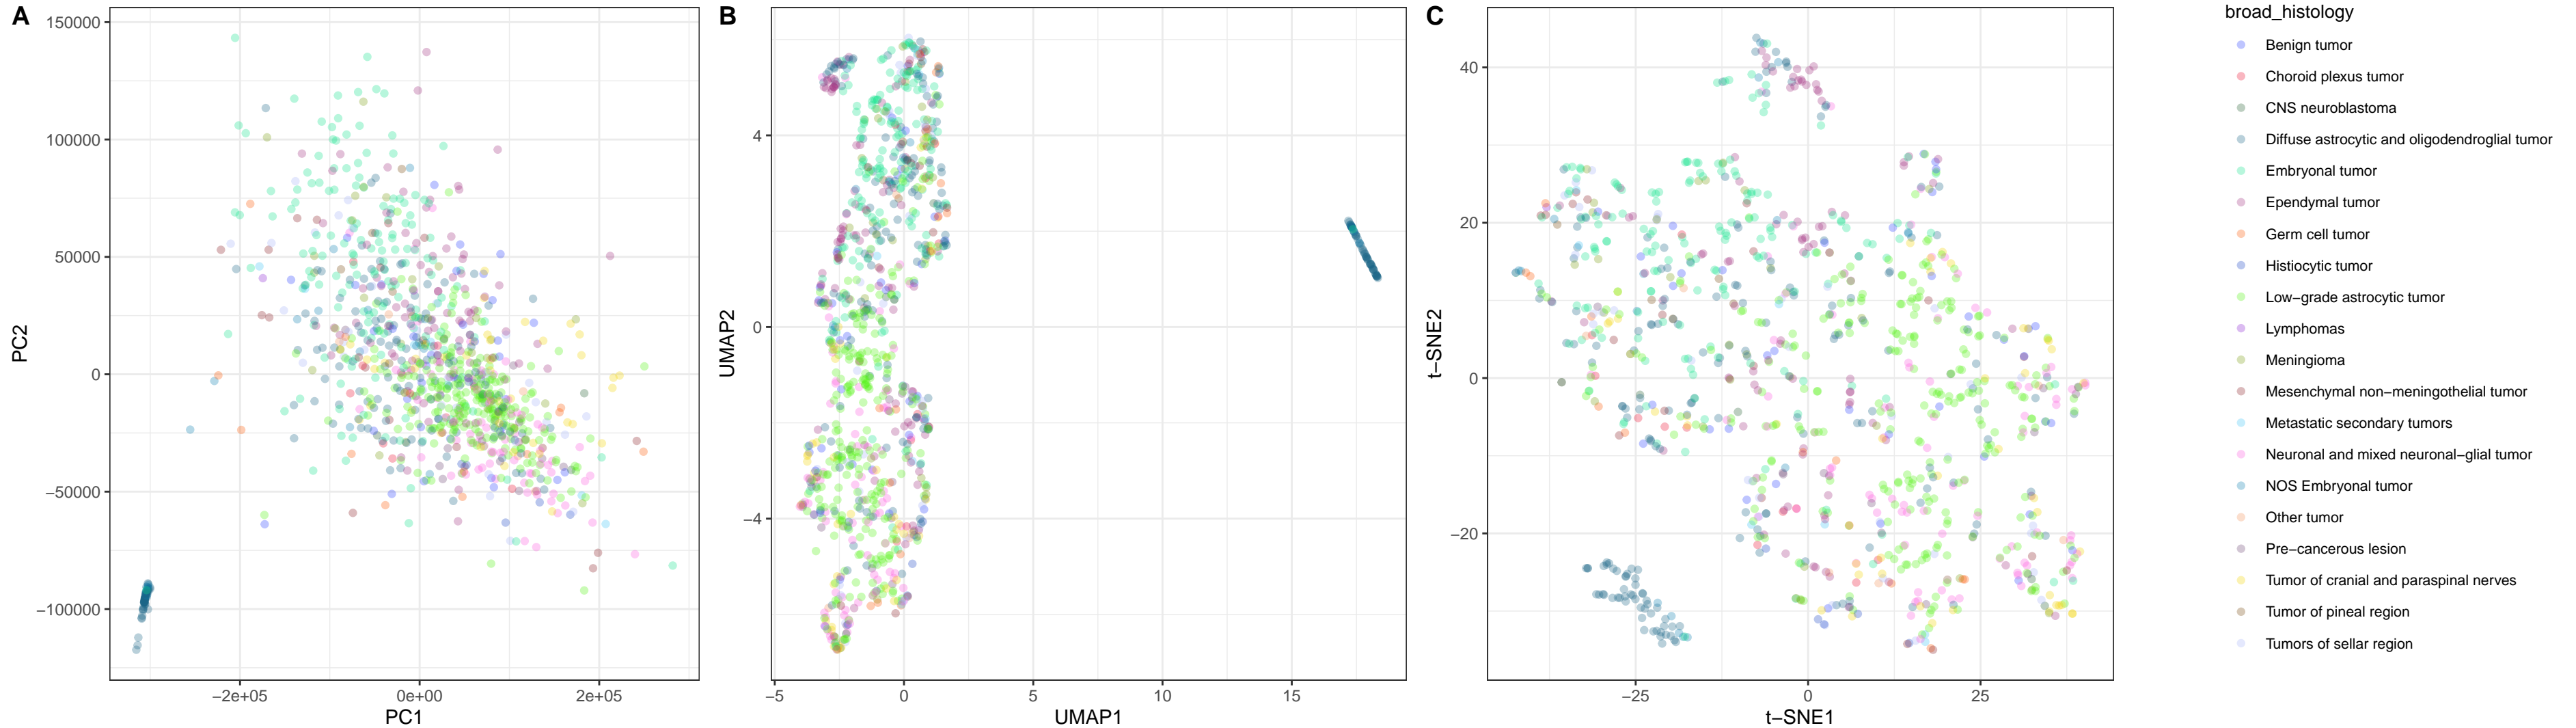 A
150000
100000
50000
0
−50000
−100000
−2e+05
0e+00
2e+05
PC1
PC2
B
4
0
−4
−5
0
5
10
15
UMAP1
UMAP2
C
40
20
0
−20
−25
0
25
t−SNE1
t−SNE2
broad_histology
Benign tumor
Choroid plexus tumor
CNS neuroblastoma
Diffuse astrocytic and oligodendroglial tumor
Embryonal tumor
Ependymal tumor
Germ cell tumor
Histiocytic tumor
Low−grade astrocytic tumor
Lymphomas
Meningioma
Mesenchymal non−meningothelial tumor
Metastatic secondary tumors
Neuronal and mixed neuronal−glial tumor
NOS Embryonal tumor
Other tumor
Pre−cancerous lesion
Tumor of cranial and paraspinal nerves
Tumor of pineal region
Tumors of sellar region